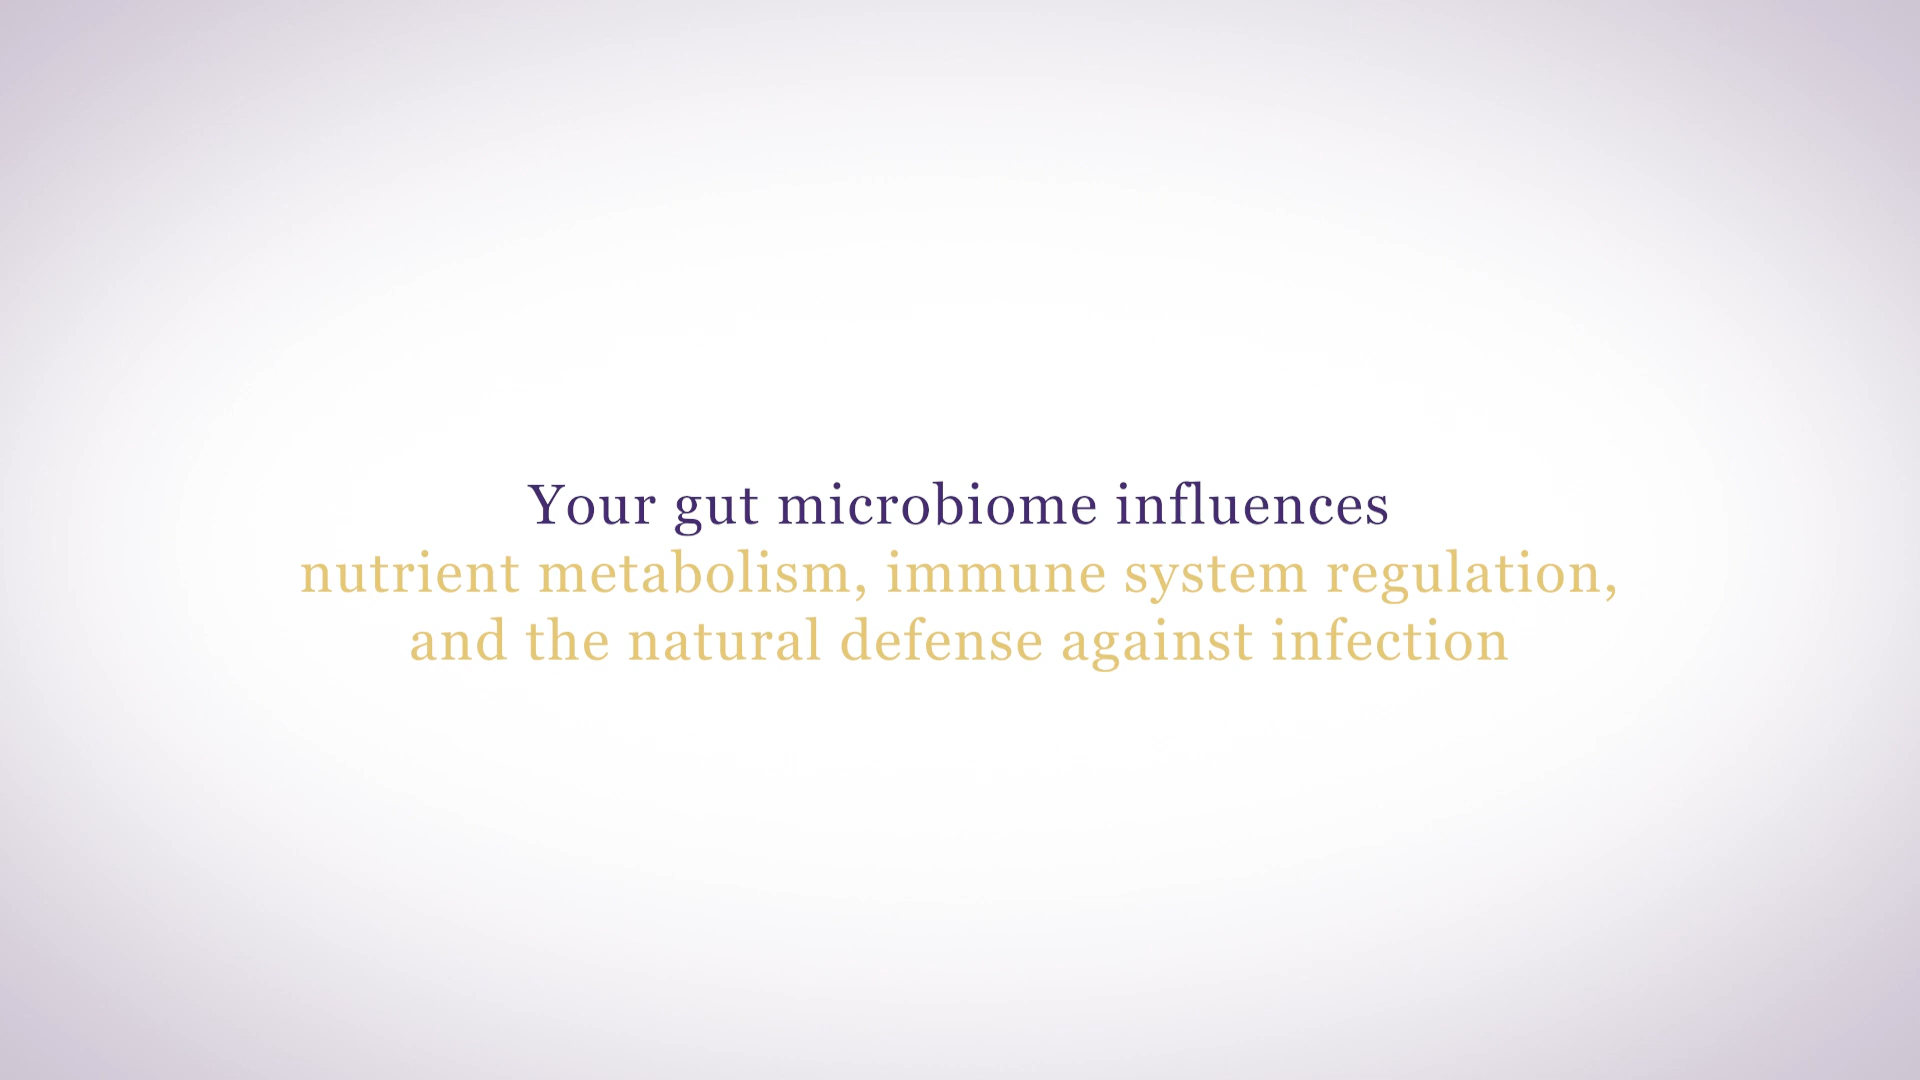 Your gut microbiome influences
nutrient metabolism, immune system regulation,
and the natural defense against infection